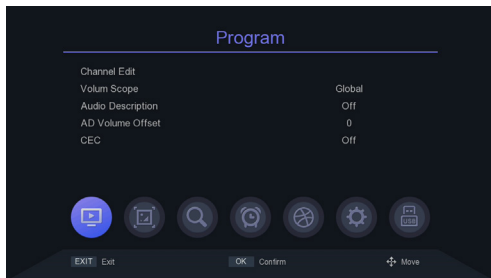 Program
Channel Edit
Volum Scope Global
Audio Description Off
AD Volume Offset 0
CEC Off
USB
EXIT Exit OK Confirm Move